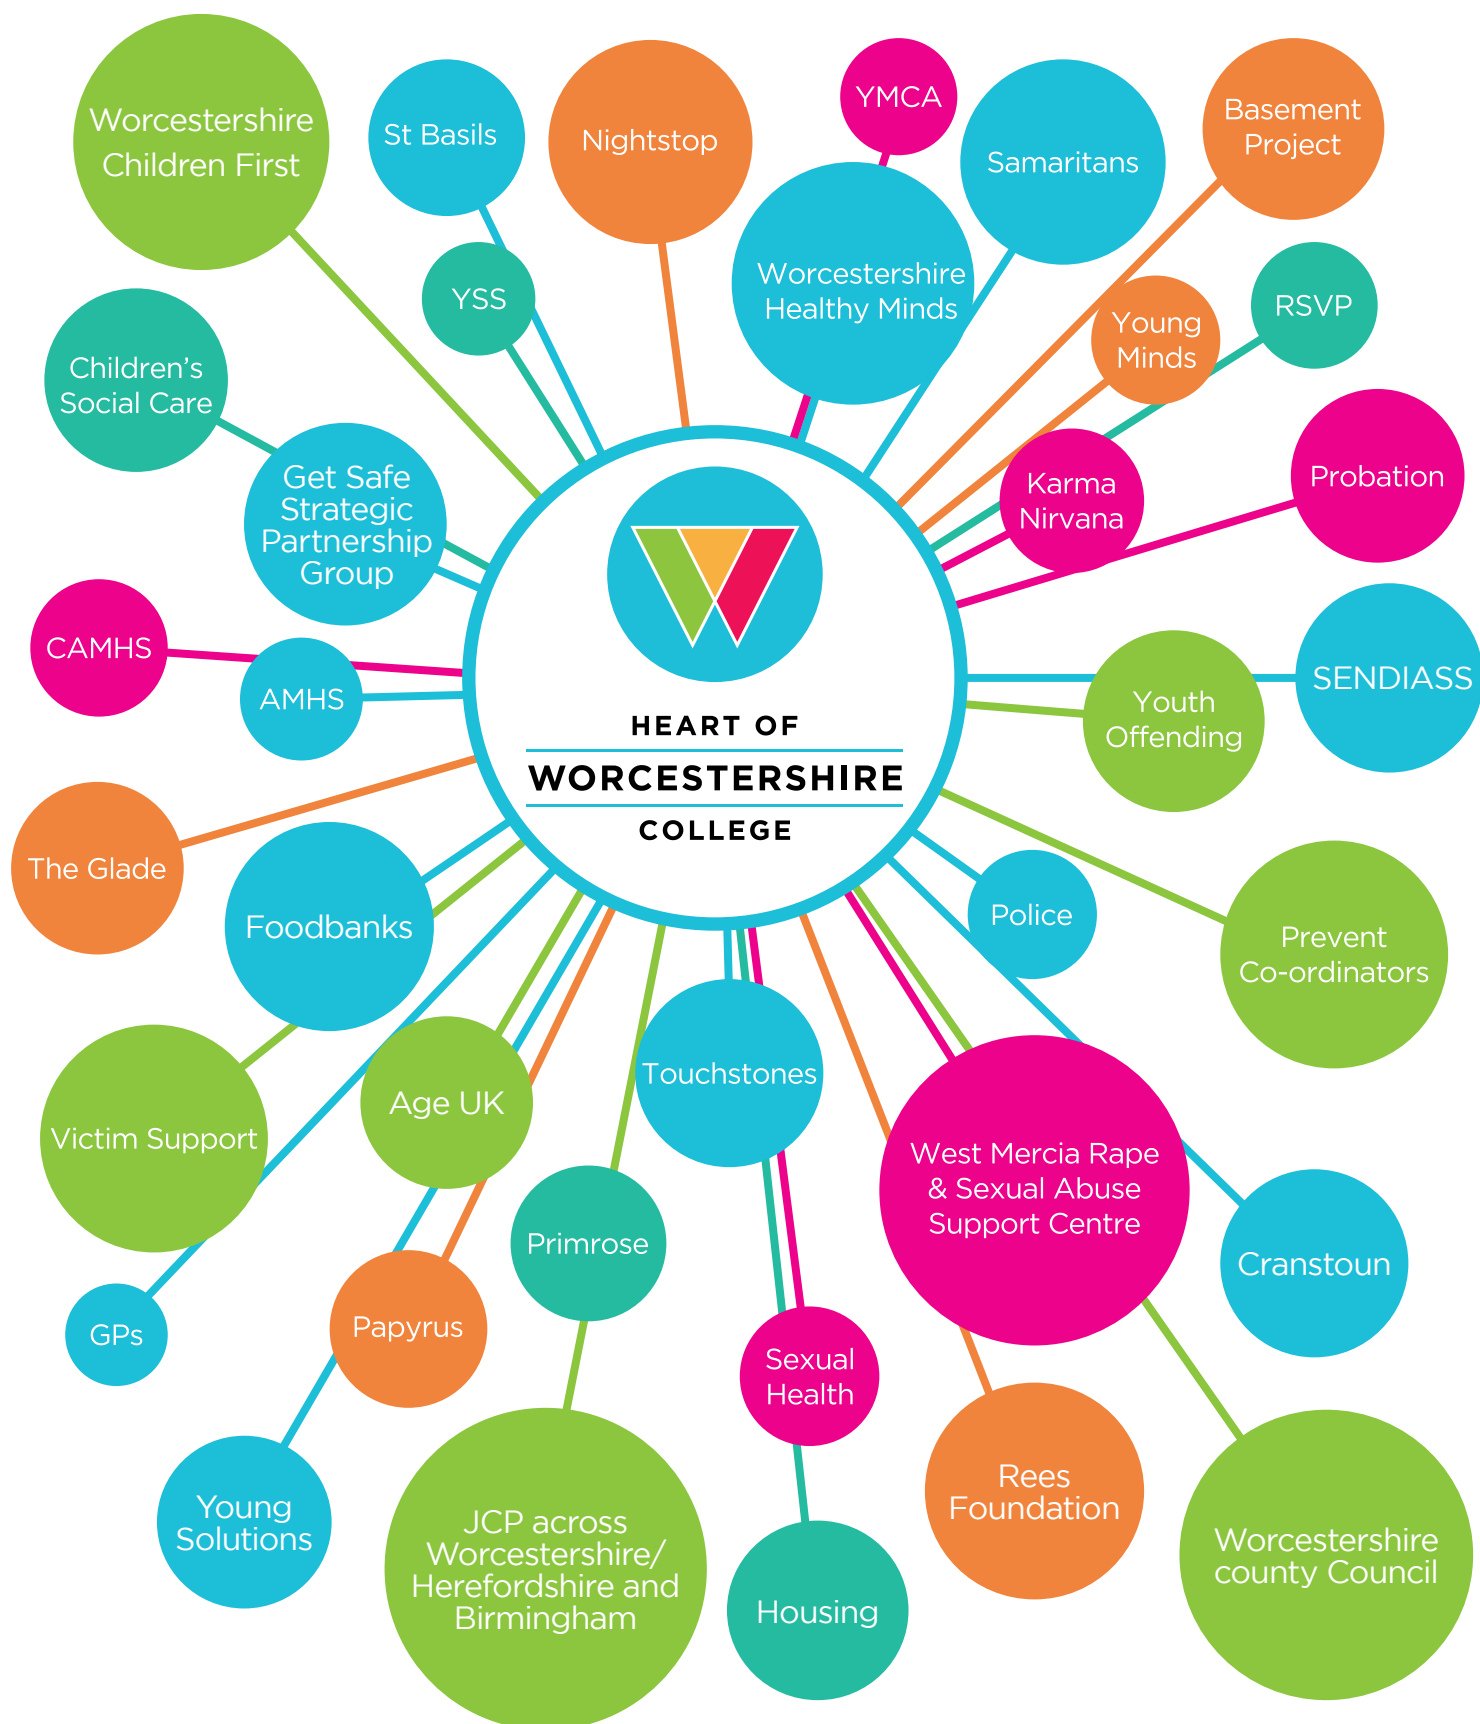 Worcestershire
Children First
St Basils
Nightstop
YMCA
Samaritans
Basement
Project
YSS
Worcestershire
Healthy Minds
Young
Minds
RSVP
Children’s
Social Care
Get Safe
Strategic
Partnership
Group
Karma
Nirvana
Probation
CAMHS
AMHS
HEART OF
WORCESTERSHIRE
COLLEGE
Youth
Offending
SENDIASS
The Glade
Foodbanks
Police
Prevent
Co-ordinators
Victim Support
Age UK
Touchstones
West Mercia Rape
& Sexual Abuse
Support Centre
Primrose
Cranstoun
GPs
Papyrus
Sexual
Health
Young
Solutions
JCP across
Worcestershire/
Herefordshire and
Birmingham
Housing
Rees
Foundation
Worcestershire
county Council